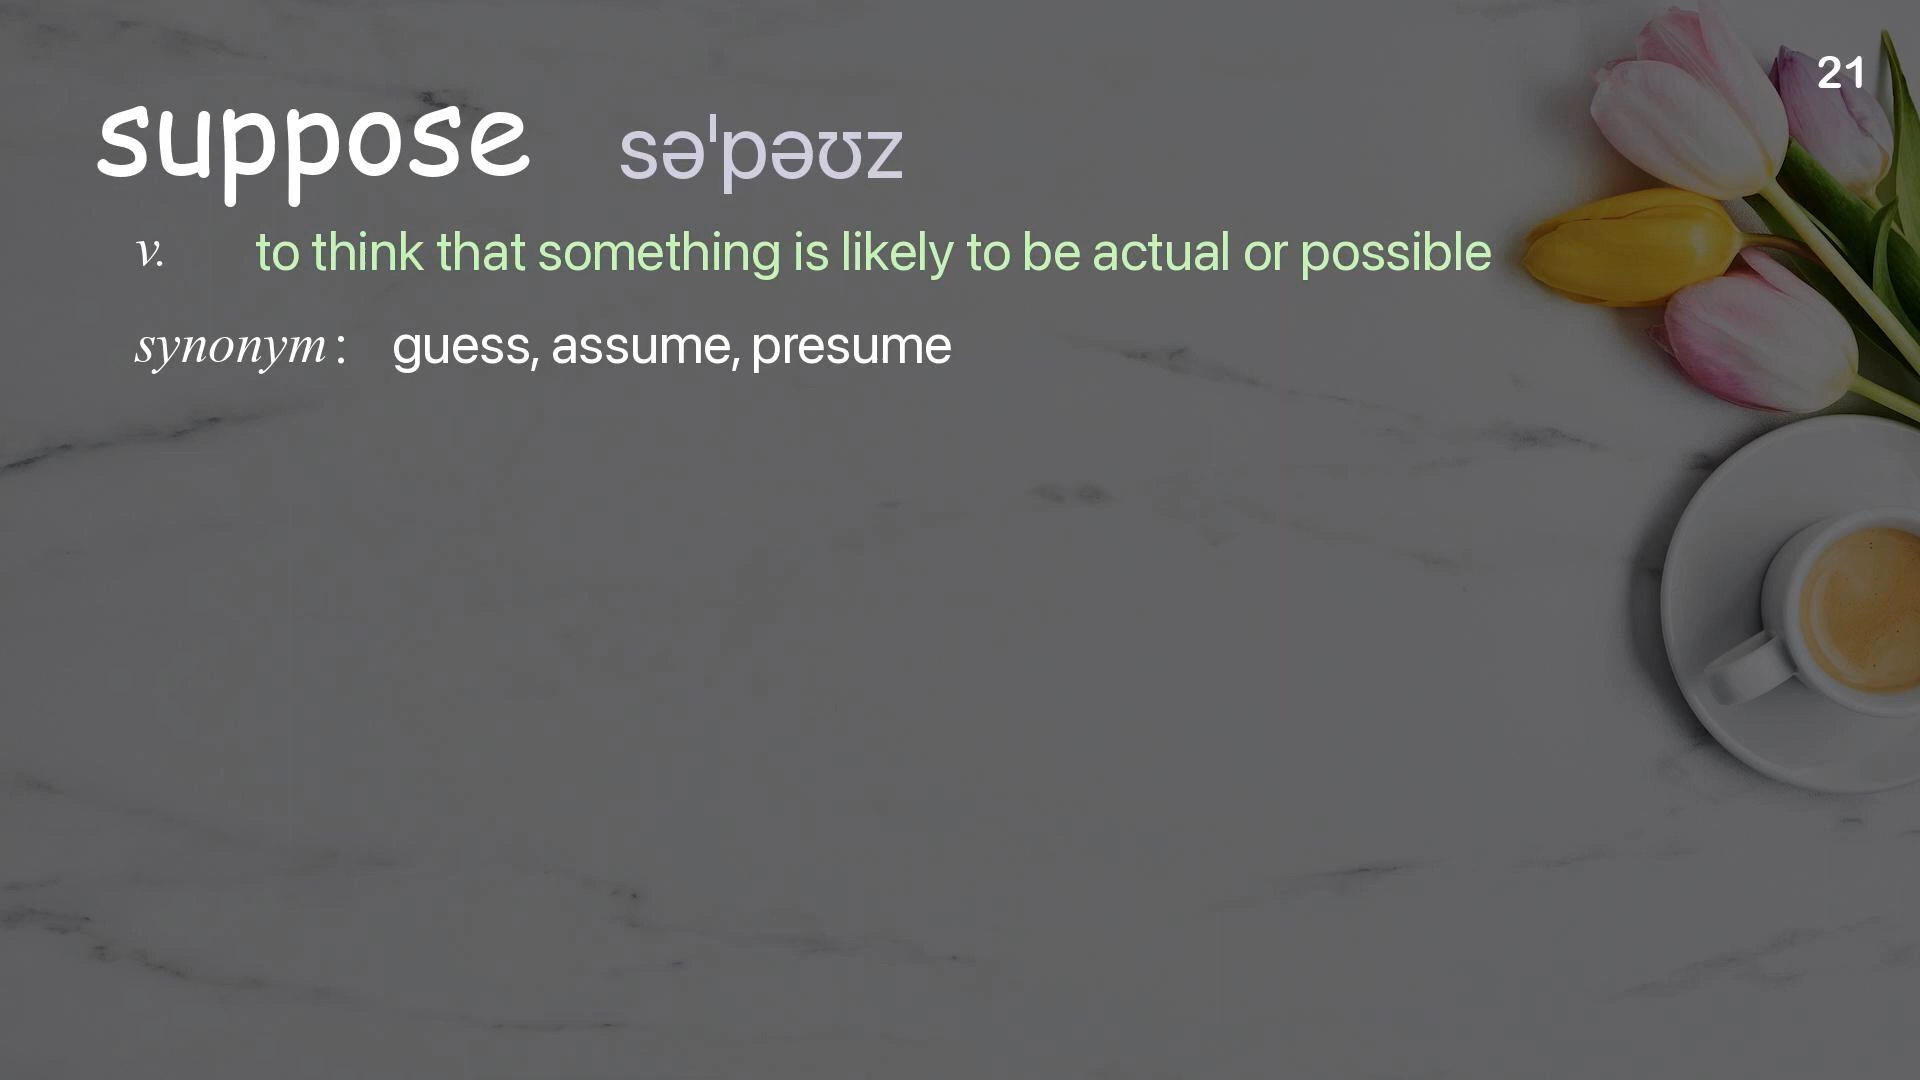 21
suppose səˈpəʊz
v. to think that something is likely to be actual or possible
synonym: guess, assume, presume